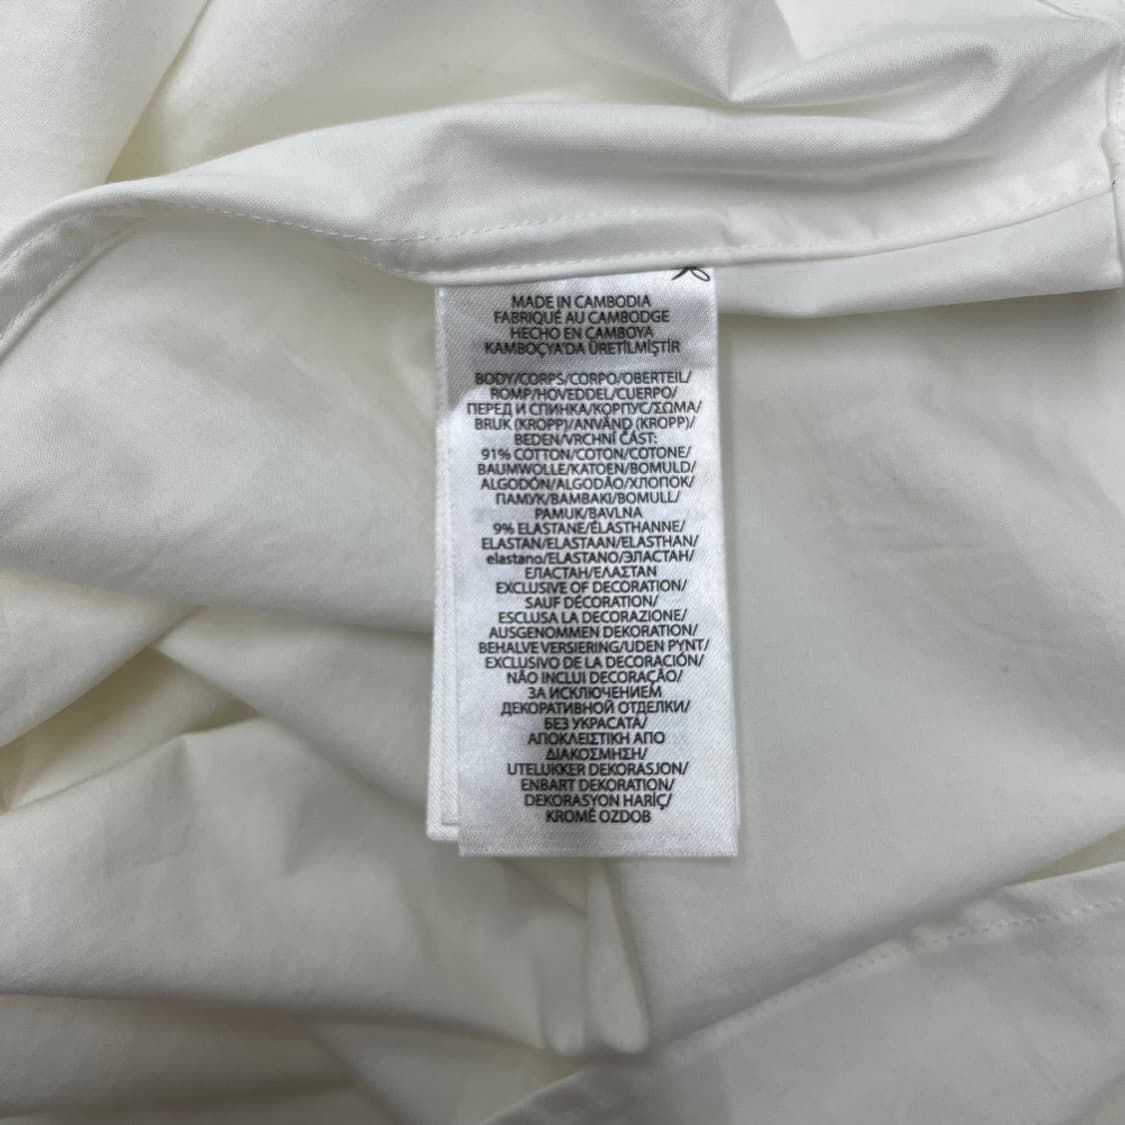 MADE IN CAMBODIA
FABRIQUÉ AU CAMBODGE
HECHO EN CAMBOYA
KAMBOÇYA'DA ÜRETİLMİŞTİR
BODY/CORPS/CORPO/OBERTEIL/
ROMP/HOVEDDEL/CUERPO/
ПЕРЕД И СПИНКА/КОРПУС/ΣΩΜΑ/
BRUK (KROPP)/ANVÄND (KROPP)/
BEDEN/VRCHNÍ ČÁST:
91% COTTON/COTON/COTONE/
BAUMWOLLE/KATOEN/BOMULD/
ALGODÓN/ALGODÃO/ХЛОПОК/
ПАМУК/ΒΑΜΒΑΚΙ/BOMULL/
PAMUK/BAVLNA
9% ELASTANE/ÉLASTHANNE/
ELASTAN/ELASTAAN/ELASTHAN/
elastano/ELASTANO/ЭЛАСТАН/
ЕЛАСТАН/ΕΛΑΣΤΑΝ
EXCLUSIVE OF DECORATION/
SAUF DÉCORATION/
ESCLUSA LA DECORAZIONE/
AUSGENOMMEN DEKORATION/
BEHALVE VERSIERING/UDEN PYNT/
EXCLUSIVO DE LA DECORACIÓN/
NÃO INCLUI DECORAÇÃO/
ЗА ИСКЛЮЧЕНИЕМ
ДЕКОРАТИВНОЙ ОТДЕЛКИ/
БЕЗ УКРАСАТА/
ΑΠΟΚΛΕΙΣΤΙΚΗ ΑΠΟ
ΔΙΑΚΟΣΜΗΣΗ/
UTELUKKER DEKORASJON/
ENBART DEKORATION/
DEKORASYON HARİÇ/
KROMĚ OZDOB